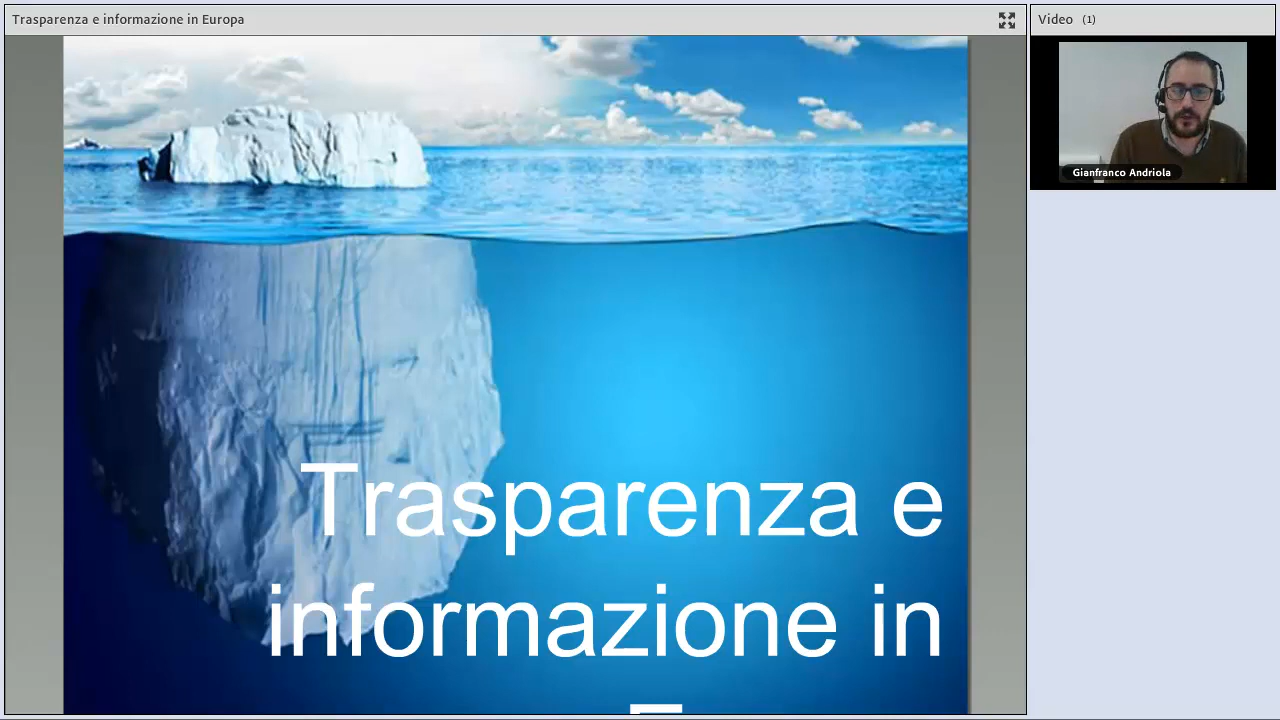 Trasparenza e informazione in Europa
Video (1)
Gianfranco Andriola
Trasparenza e
informazione in